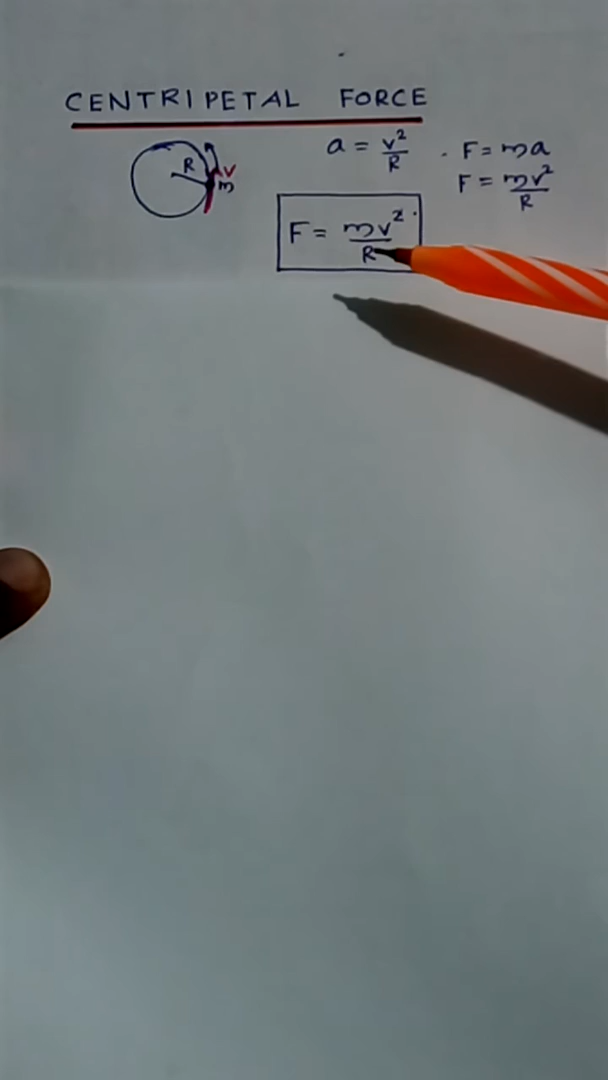 CENTRIPETAL FORCE
R
V
m
a = v²/R
. F = ma
F = mv²/R
F = mv²/R